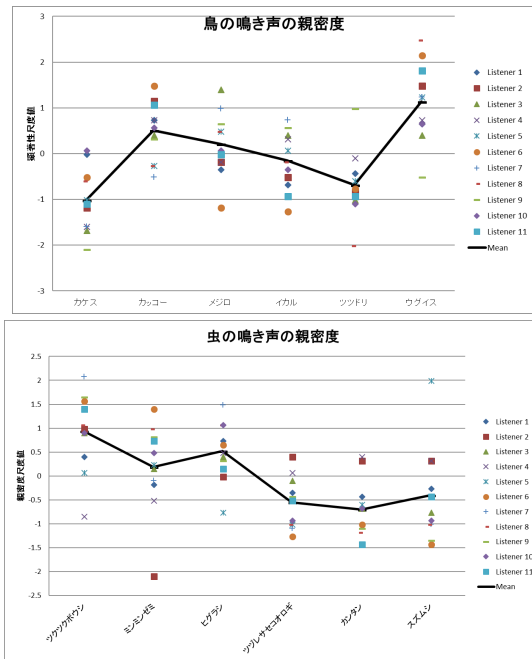 鳥の鳴き声の親密度
顕著性尺度値
3
2
1
0
-1
-2
-3
カケス
カッコー
メジロ
イカル
ツツドリ
ウグイス
Listener 1
Listener 2
Listener 3
Listener 4
Listener 5
Listener 6
Listener 7
Listener 8
Listener 9
Listener 10
Listener 11
Mean
虫の鳴き声の親密度
親密度尺度値
2.5
2
1.5
1
0.5
0
-0.5
-1
-1.5
-2
-2.5
ツクツクボウシ
ミンミンゼミ
ヒグラシ
ツヅレサセコオロギ
カンタン
スズムシ
Listener 1
Listener 2
Listener 3
Listener 4
Listener 5
Listener 6
Listener 7
Listener 8
Listener 9
Listener 10
Listener 11
Mean